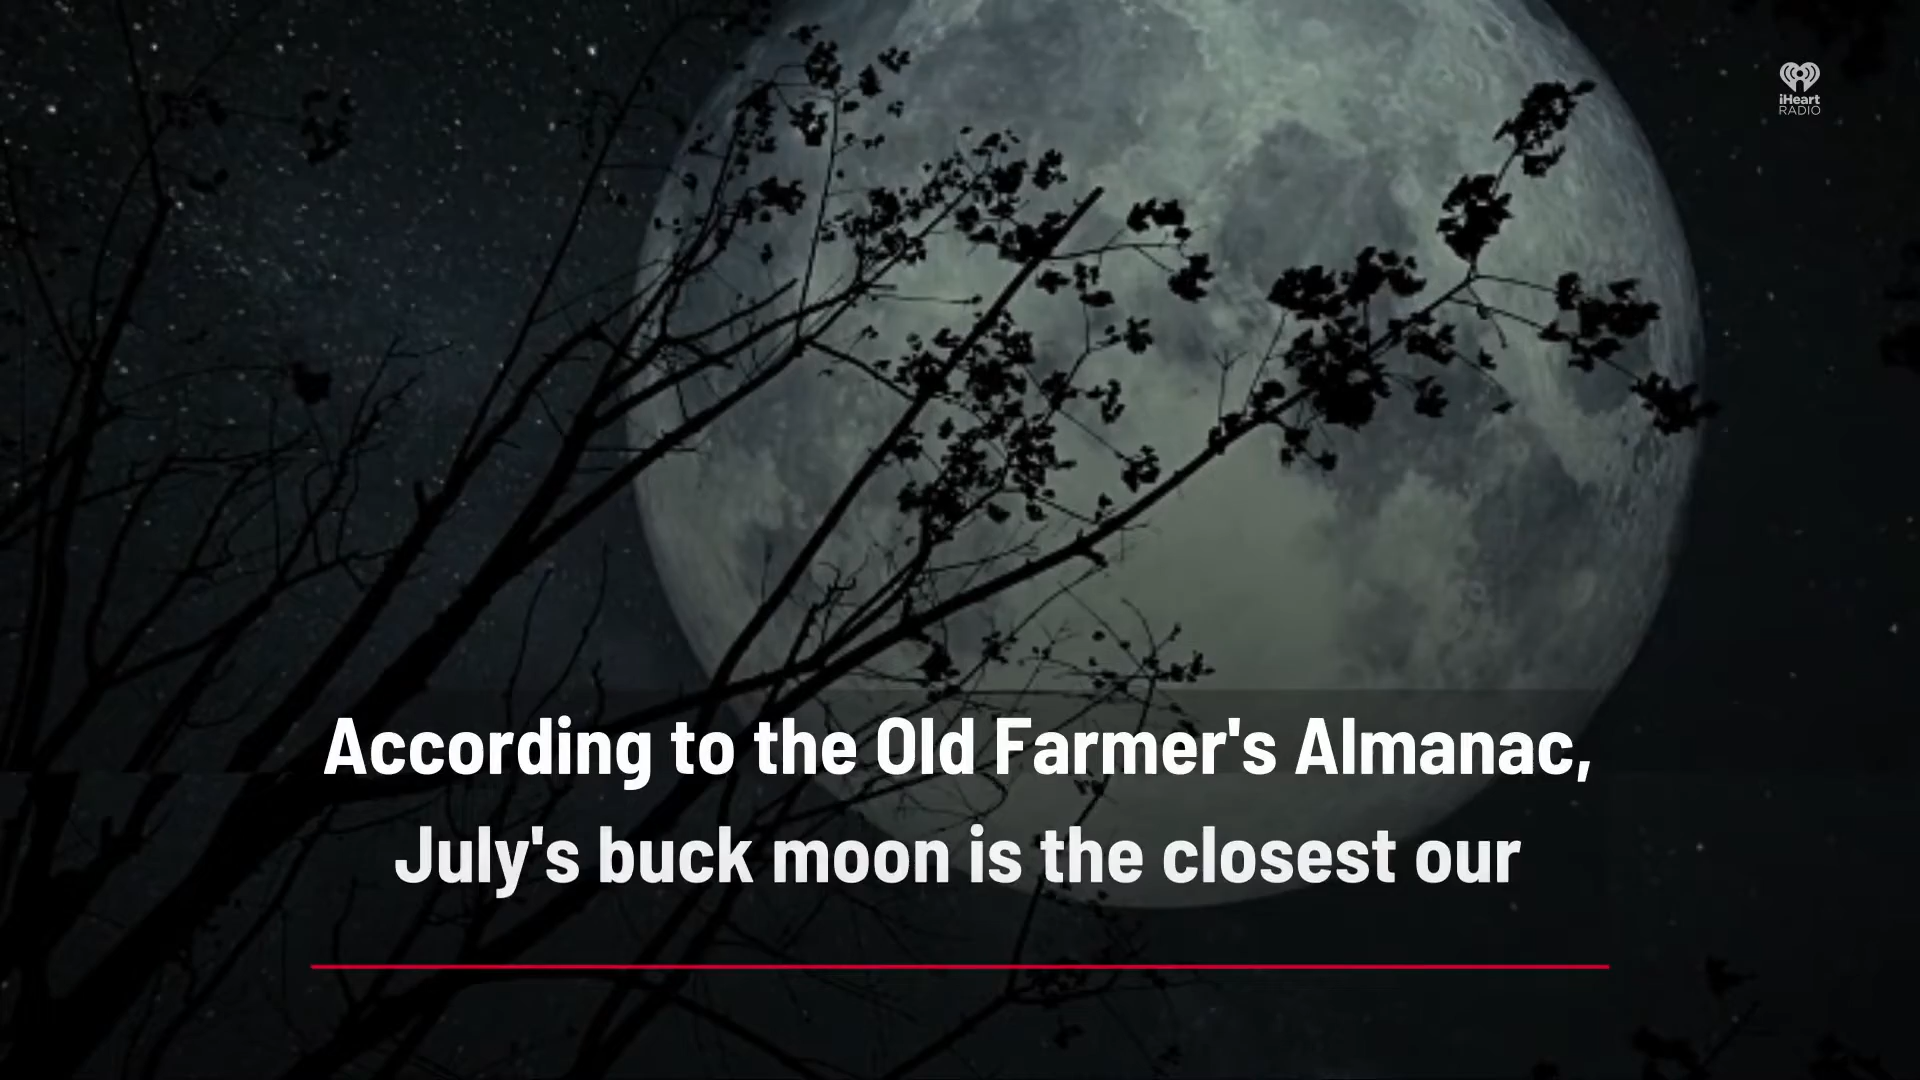 iHeart
RADIO
According to the Old Farmer's Almanac,
July's buck moon is the closest our